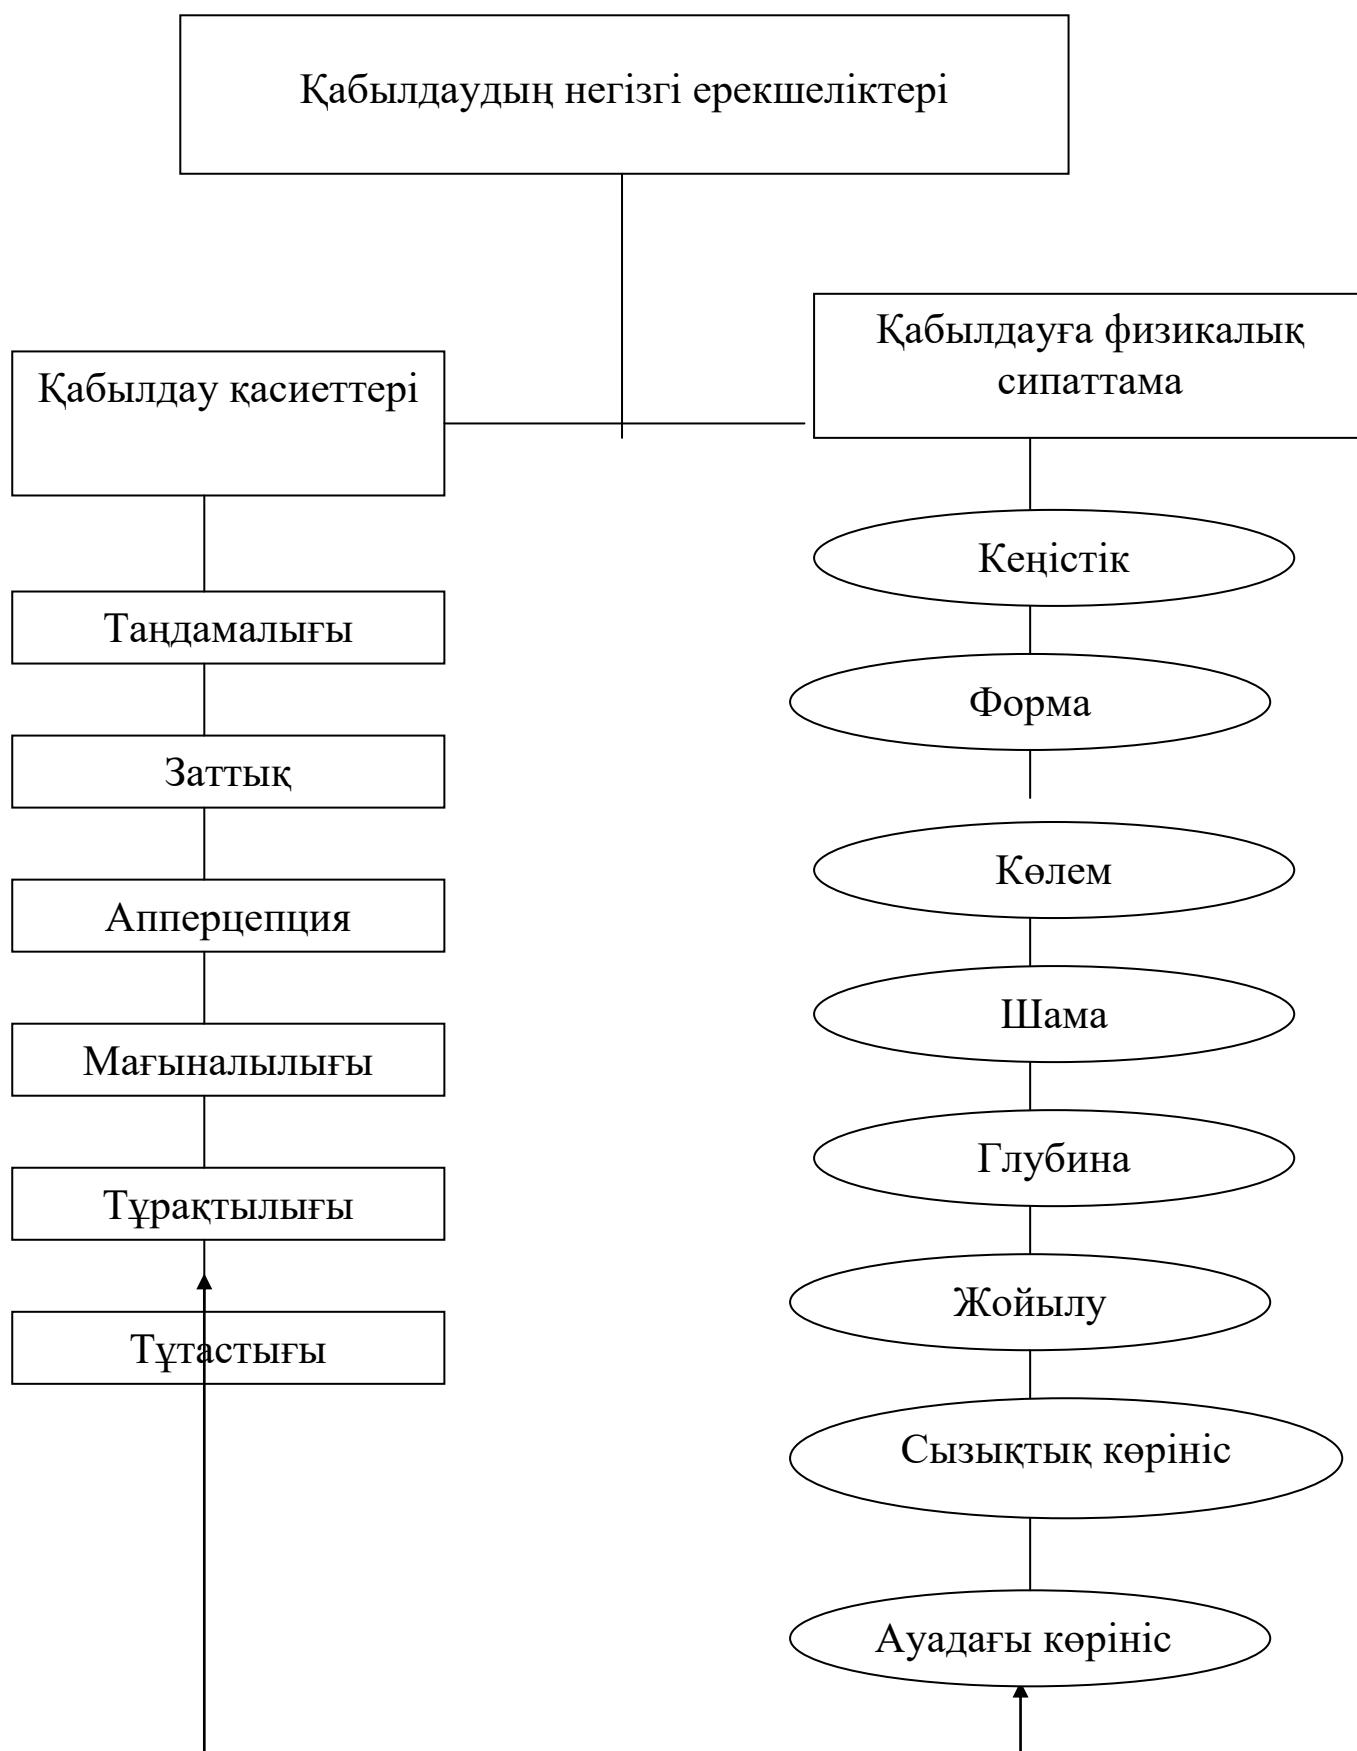 Қабылдаудың негізгі ерекшеліктері
Қабылдау қасиеттері
Таңдамалығы
Заттық
Апперцепция
Мағыналылығы
Тұрақтылығы
Тұтастығы
Қабылдауға физикалық
сипаттама
Кеңістік
Форма
Көлем
Шама
Глубина
Жойылу
Сызықтық көрініс
Ауадағы көрініс